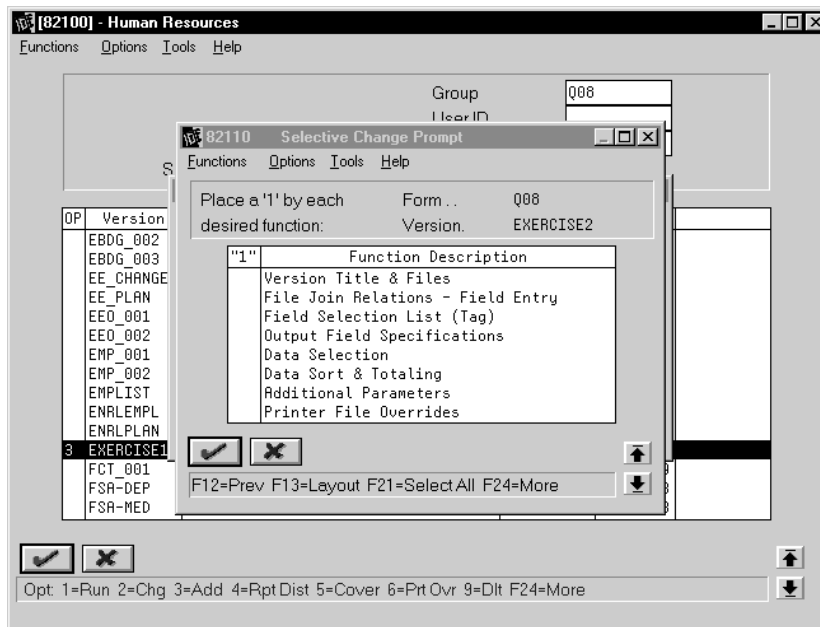 [82100] - Human Resources
Functions Options Tools Help
Group Q08
User ID
82110 Selective Change Prompt
Functions Options Tools Help
Place a '1' by each Form . . Q08
desired function: Version. EXERCISE2
"1" Function Description
Version Title & Files
File Join Relations - Field Entry
Field Selection List (Tag)
Output Field Specifications
Data Selection
Data Sort & Totaling
Additional Parameters
Printer File Overrides
F12=Prev F13=Layout F21=Select All F24=More
OP Version
EBDG_002
EBDG_003
EE_CHANGE
EE_PLAN
EEO_001
EEO_002
EMP_001
EMP_002
EMPLIST
ENRLEMPL
ENRLPLAN
3 EXERCISE1
FCT_001
FSA-DEP
FSA-MED
Opt: 1=Run 2=Chg 3=Add 4=Rpt Dist 5=Cover 6=Prt Ovr 9=Dlt F24=More